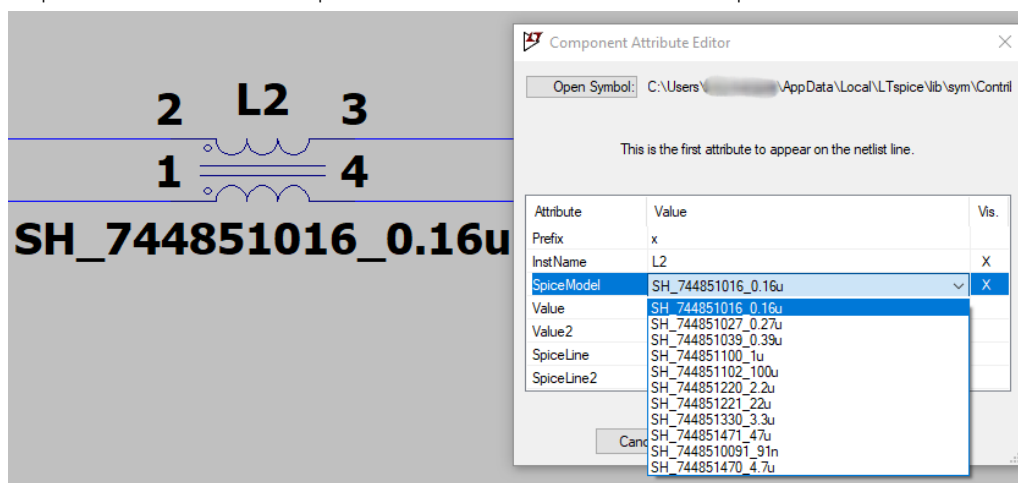 2 L2 3
1 4
SH_744851016_0.16u
Component Attribute Editor
Open Symbol: C:\Users\ \AppData\Local\LTspice\lib\sym\Contril
This is the first attribute to appear on the netlist line.
Attribute Value Vis.
Prefix x
InstName L2 X
SpiceModel SH_744851016_0.16u X
Value SH_744851016_0.16u
SH_744851027_0.27u
Value2 SH_744851039_0.39u
SpiceLine SH_744851100_1u
SH_744851102_100u
SpiceLine2 SH_744851220_2.2u
SH_744851221_22u
SH_744851330_3.3u
Canc SH_744851471_47u
SH_7448510091_91n
SH_744851470_4.7u